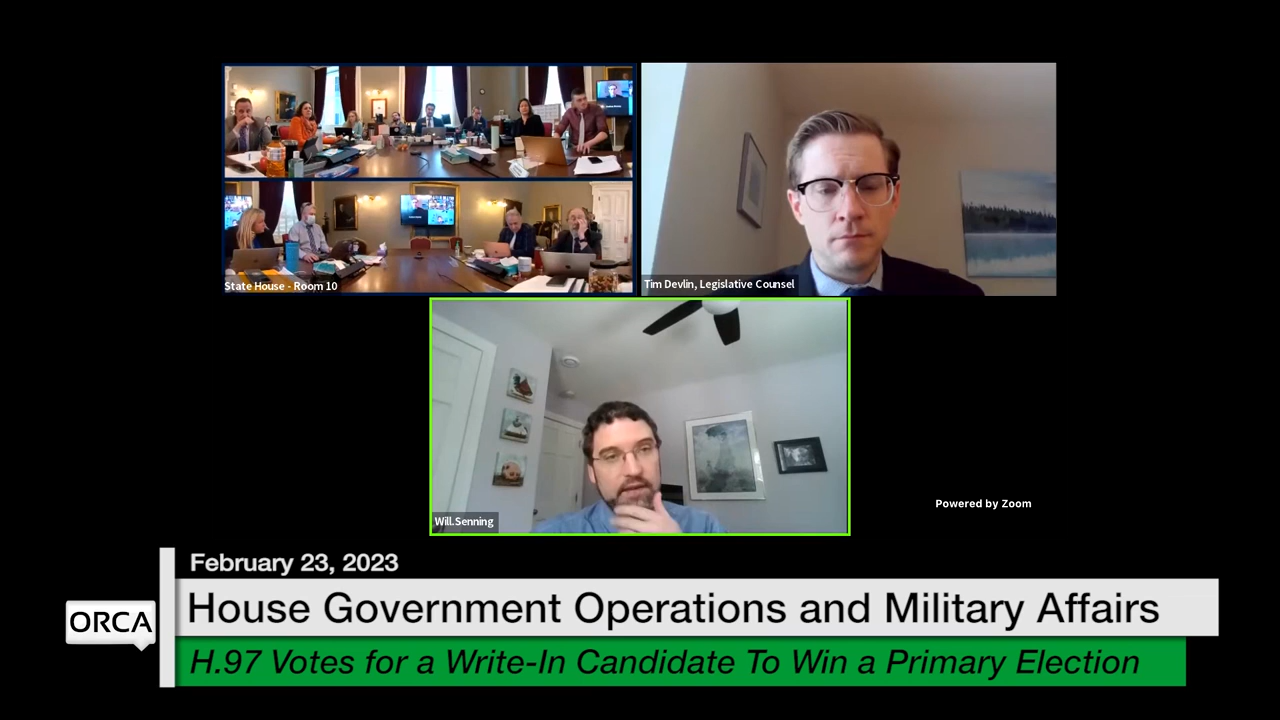 State House - Room 10
Tim Devlin, Legislative Counsel
Will.Senning
Powered by Zoom
February 23, 2023
ORCA
House Government Operations and Military Affairs
H.97 Votes for a Write-In Candidate To Win a Primary Election